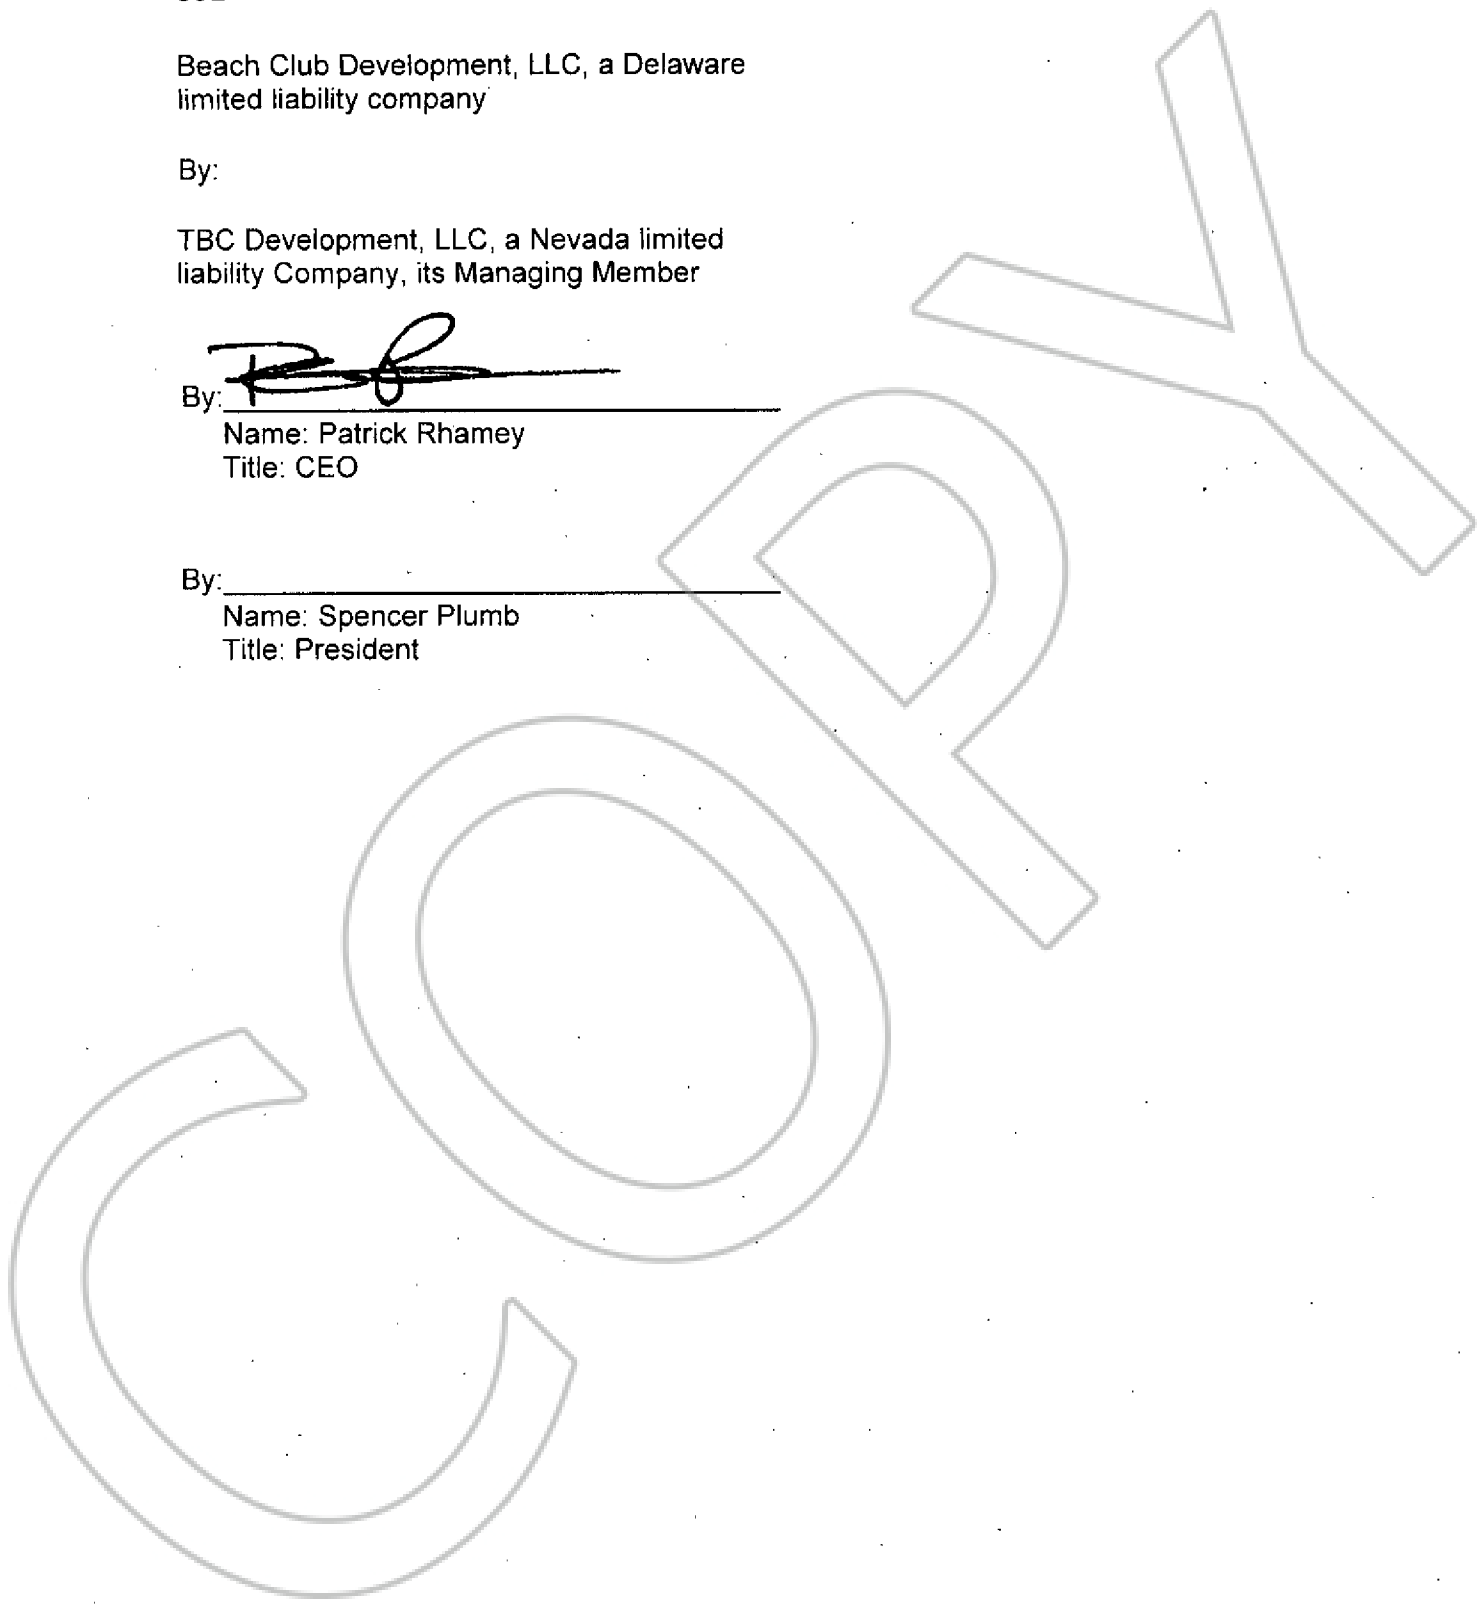 Beach Club Development, LLC, a Delaware
limited liability company
By:
TBC Development, LLC, a Nevada limited
liability Company, its Managing Member
By:
Name: Patrick Rhamey
Title: CEO
By:
Name: Spencer Plumb
Title: President
COPY